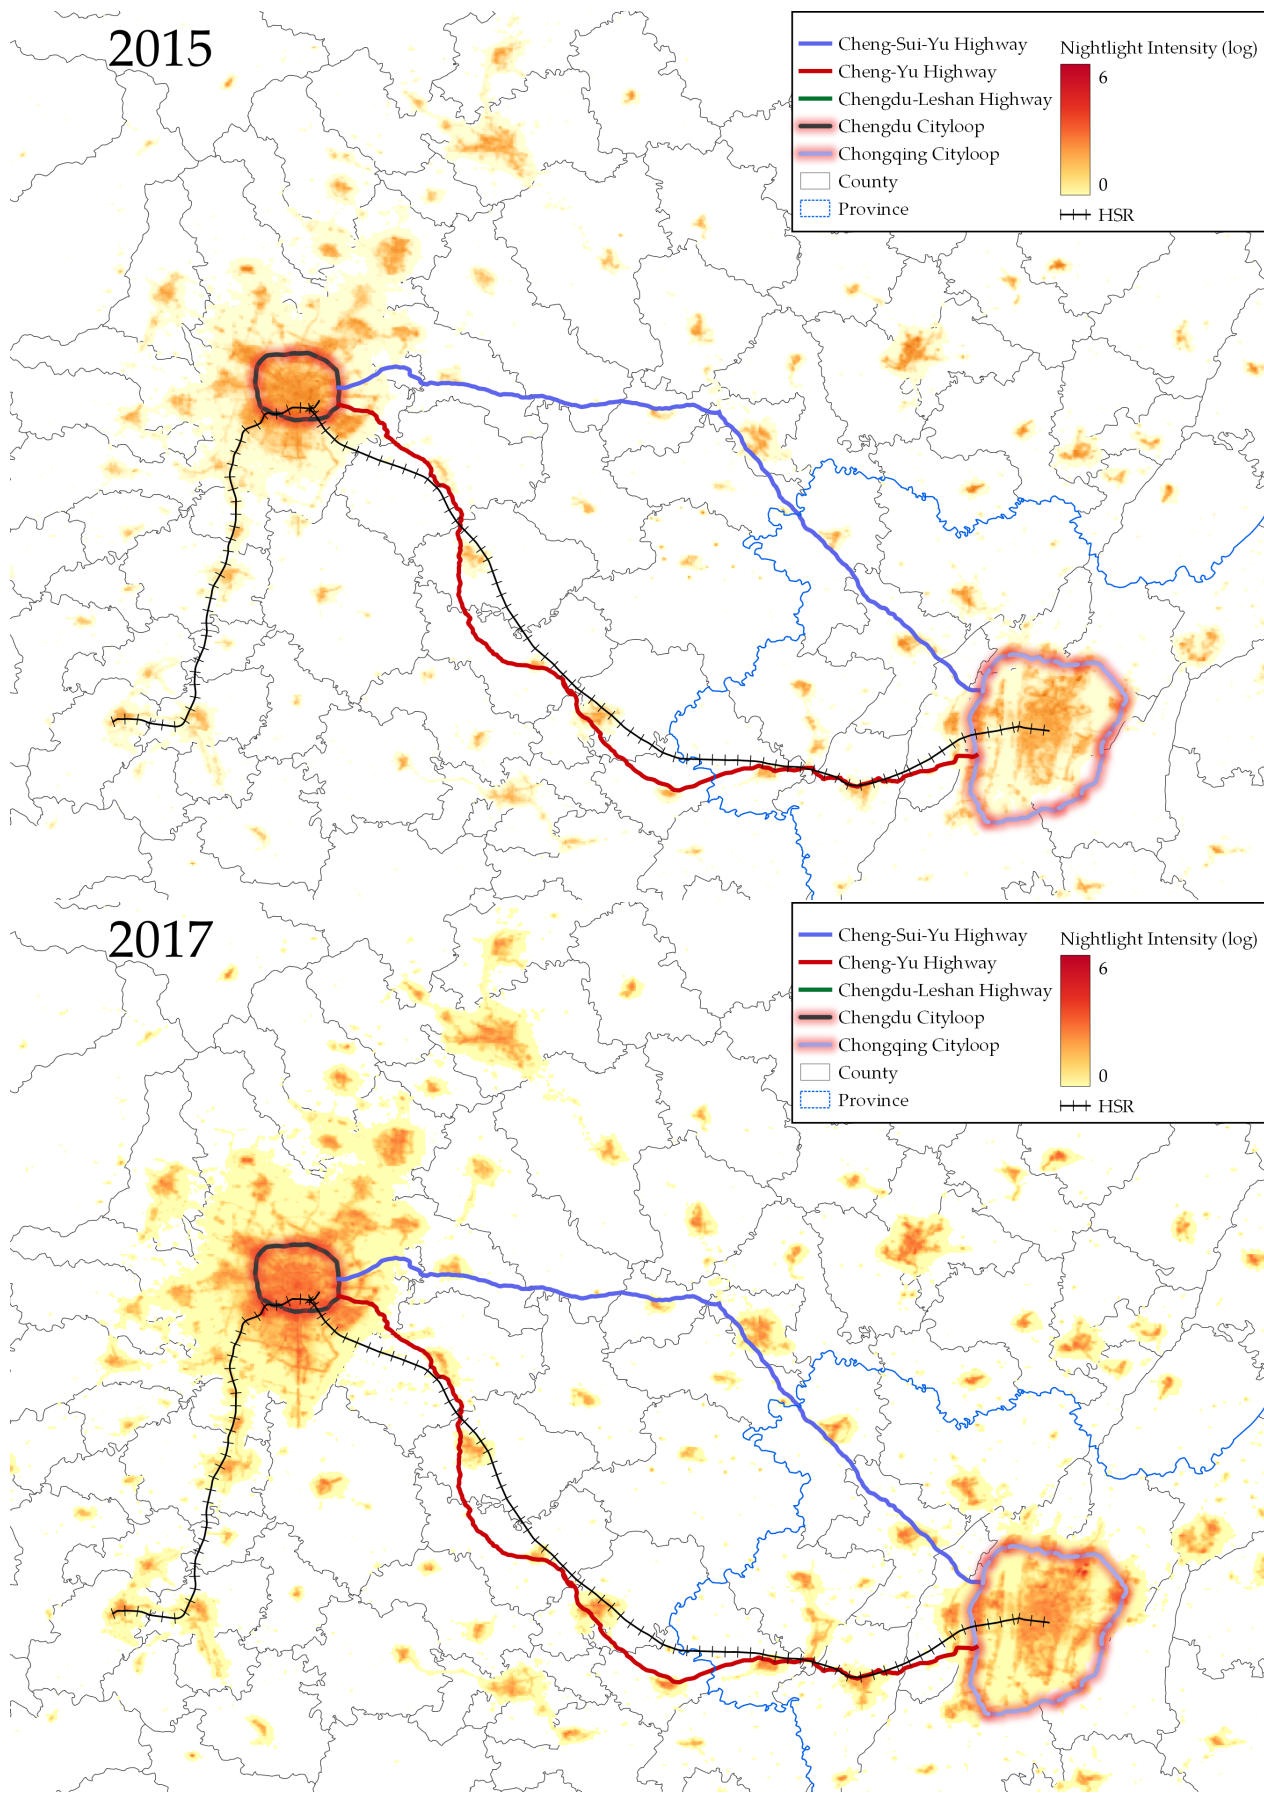 2015
Cheng-Sui-Yu Highway
Cheng-Yu Highway
Chengdu-Leshan Highway
Chengdu Cityloop
Chongqing Cityloop
County
Province
Nightlight Intensity (log)
6
0
HSR
2017
Cheng-Sui-Yu Highway
Cheng-Yu Highway
Chengdu-Leshan Highway
Chengdu Cityloop
Chongqing Cityloop
County
Province
Nightlight Intensity (log)
6
0
HSR